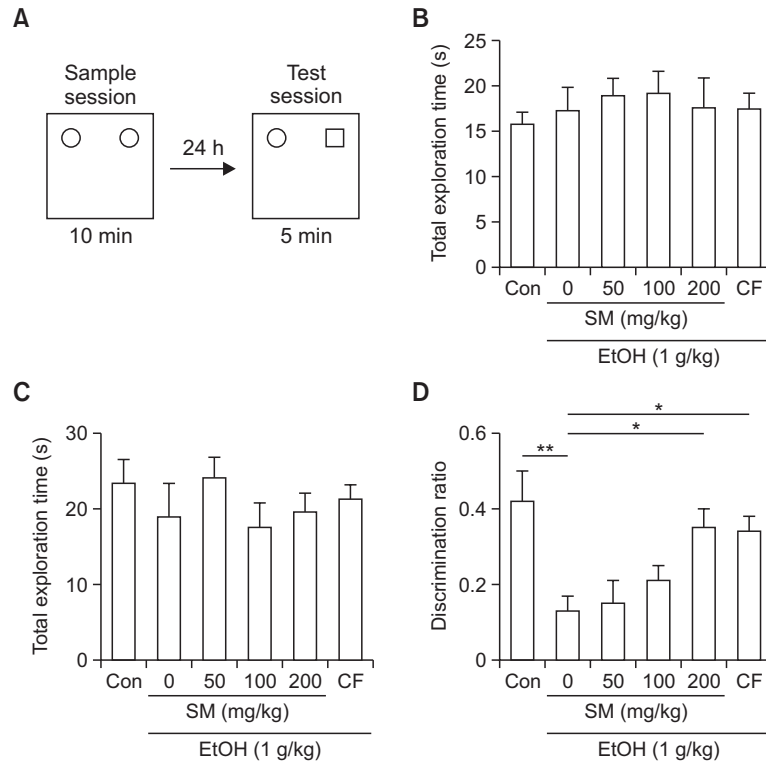 A
Sample session
Test session
24 h
10 min
5 min
B
Total exploration time (s)
25
20
15
10
5
0
Con 0 50 100 200 CF
SM (mg/kg)
EtOH (1 g/kg)
C
Total exploration time (s)
30
20
10
0
Con 0 50 100 200 CF
SM (mg/kg)
EtOH (1 g/kg)
D
Discrimination ratio
0.6
0.4
0.2
0
*
*
**
Con 0 50 100 200 CF
SM (mg/kg)
EtOH (1 g/kg)